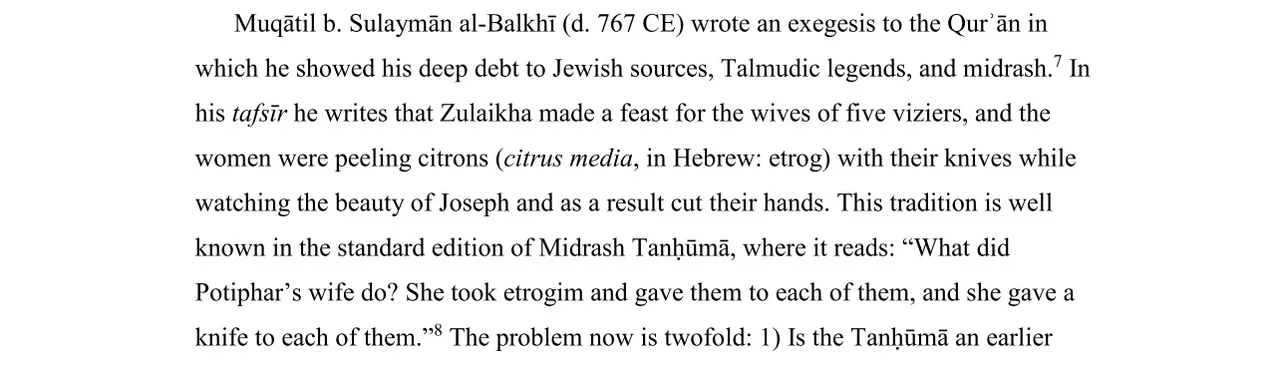 Muqātil b. Sulaymān al-Balkhī (d. 767 CE) wrote an exegesis to the Qurʾān in
which he showed his deep debt to Jewish sources, Talmudic legends, and midrash.7 In
his tafsīr he writes that Zulaikha made a feast for the wives of five viziers, and the
women were peeling citrons (citrus media, in Hebrew: etrog) with their knives while
watching the beauty of Joseph and as a result cut their hands. This tradition is well
known in the standard edition of Midrash Tanḥūmā, where it reads: “What did
Potiphar’s wife do? She took etrogim and gave them to each of them, and she gave a
knife to each of them.”8 The problem now is twofold: 1) Is the Tanḥūmā an earlier